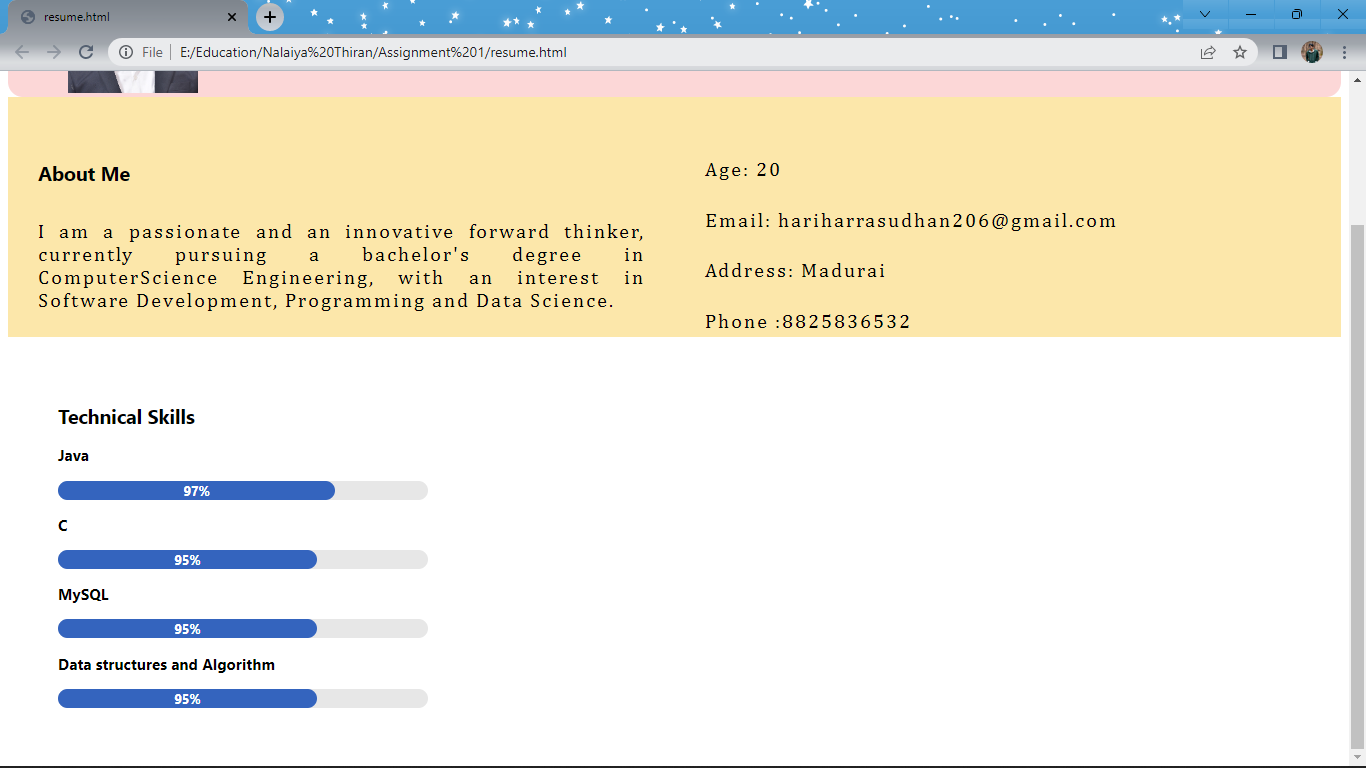 resume.html
File E:/Education/Nalaiya%20Thiran/Assignment%201/resume.html
About Me
I am a passionate and an innovative forward thinker,
currently pursuing a bachelor's degree in
ComputerScience Engineering, with an interest in
Software Development, Programming and Data Science.
Age: 20
Email: hariharrasudhan206@gmail.com
Address: Madurai
Phone :8825836532
Technical Skills
Java
97%
C
95%
MySQL
95%
Data structures and Algorithm
95%